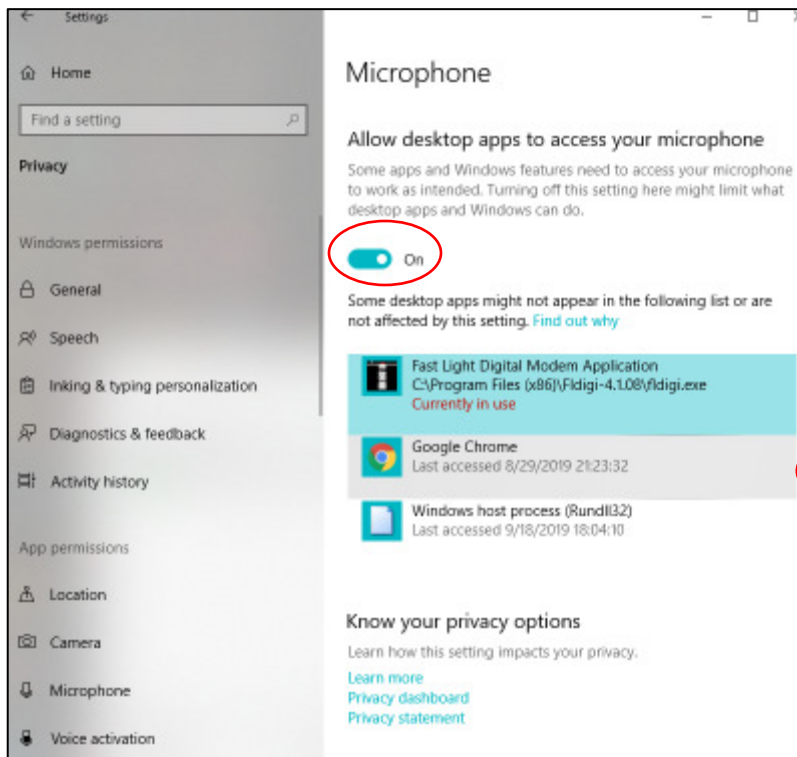 Settings
Home
Find a setting
Privacy
Windows permissions
General
Speech
Inking & typing personalization
Diagnostics & feedback
Activity history
App permissions
Location
Camera
Microphone
Voice activation
Microphone
Allow desktop apps to access your microphone
Some apps and Windows features need to access your microphone
to work as intended. Turning off this setting here might limit what
desktop apps and Windows can do.
On
Some desktop apps might not appear in the following list or are
not affected by this setting. Find out why
Fast Light Digital Modem Application
C:\Program Files (x86)\Fldigi-4.1.08\fldigi.exe
Currently in use
Google Chrome
Last accessed 8/29/2019 21:23:32
Windows host process (Rundll32)
Last accessed 9/18/2019 18:04:10
Know your privacy options
Learn how this setting impacts your privacy.
Learn more
Privacy dashboard
Privacy statement